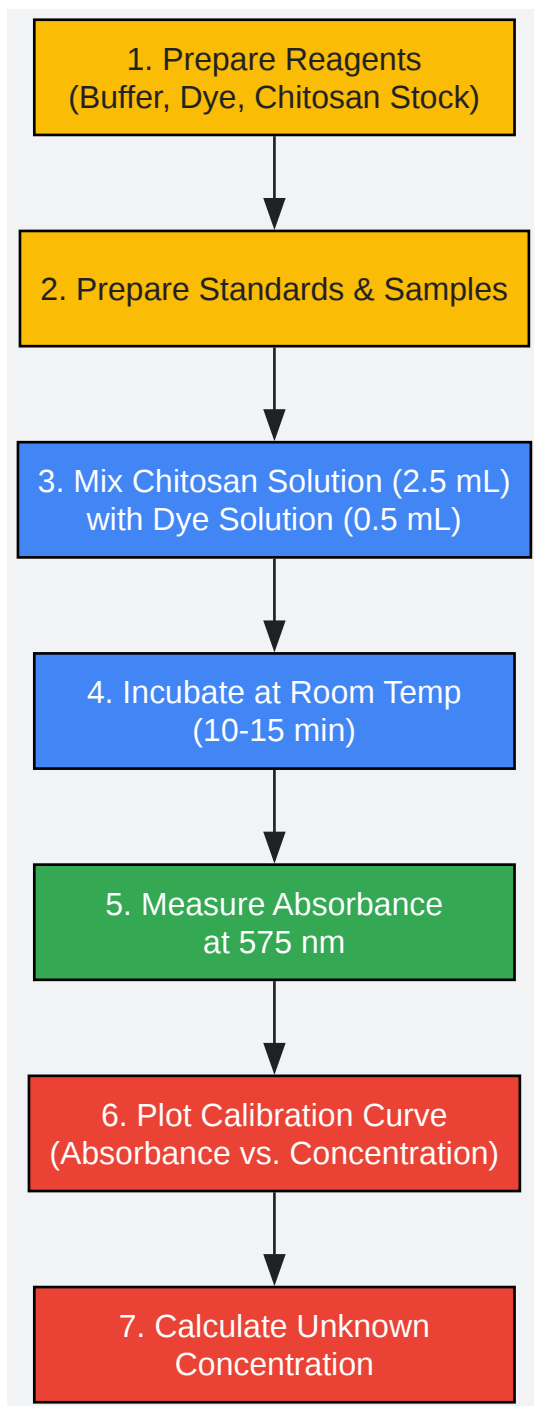 1. Prepare Reagents
(Buffer, Dye, Chitosan Stock)
2. Prepare Standards & Samples
3. Mix Chitosan Solution (2.5 mL)
with Dye Solution (0.5 mL)
4. Incubate at Room Temp
(10-15 min)
5. Measure Absorbance
at 575 nm
6. Plot Calibration Curve
(Absorbance vs. Concentration)
7. Calculate Unknown
Concentration